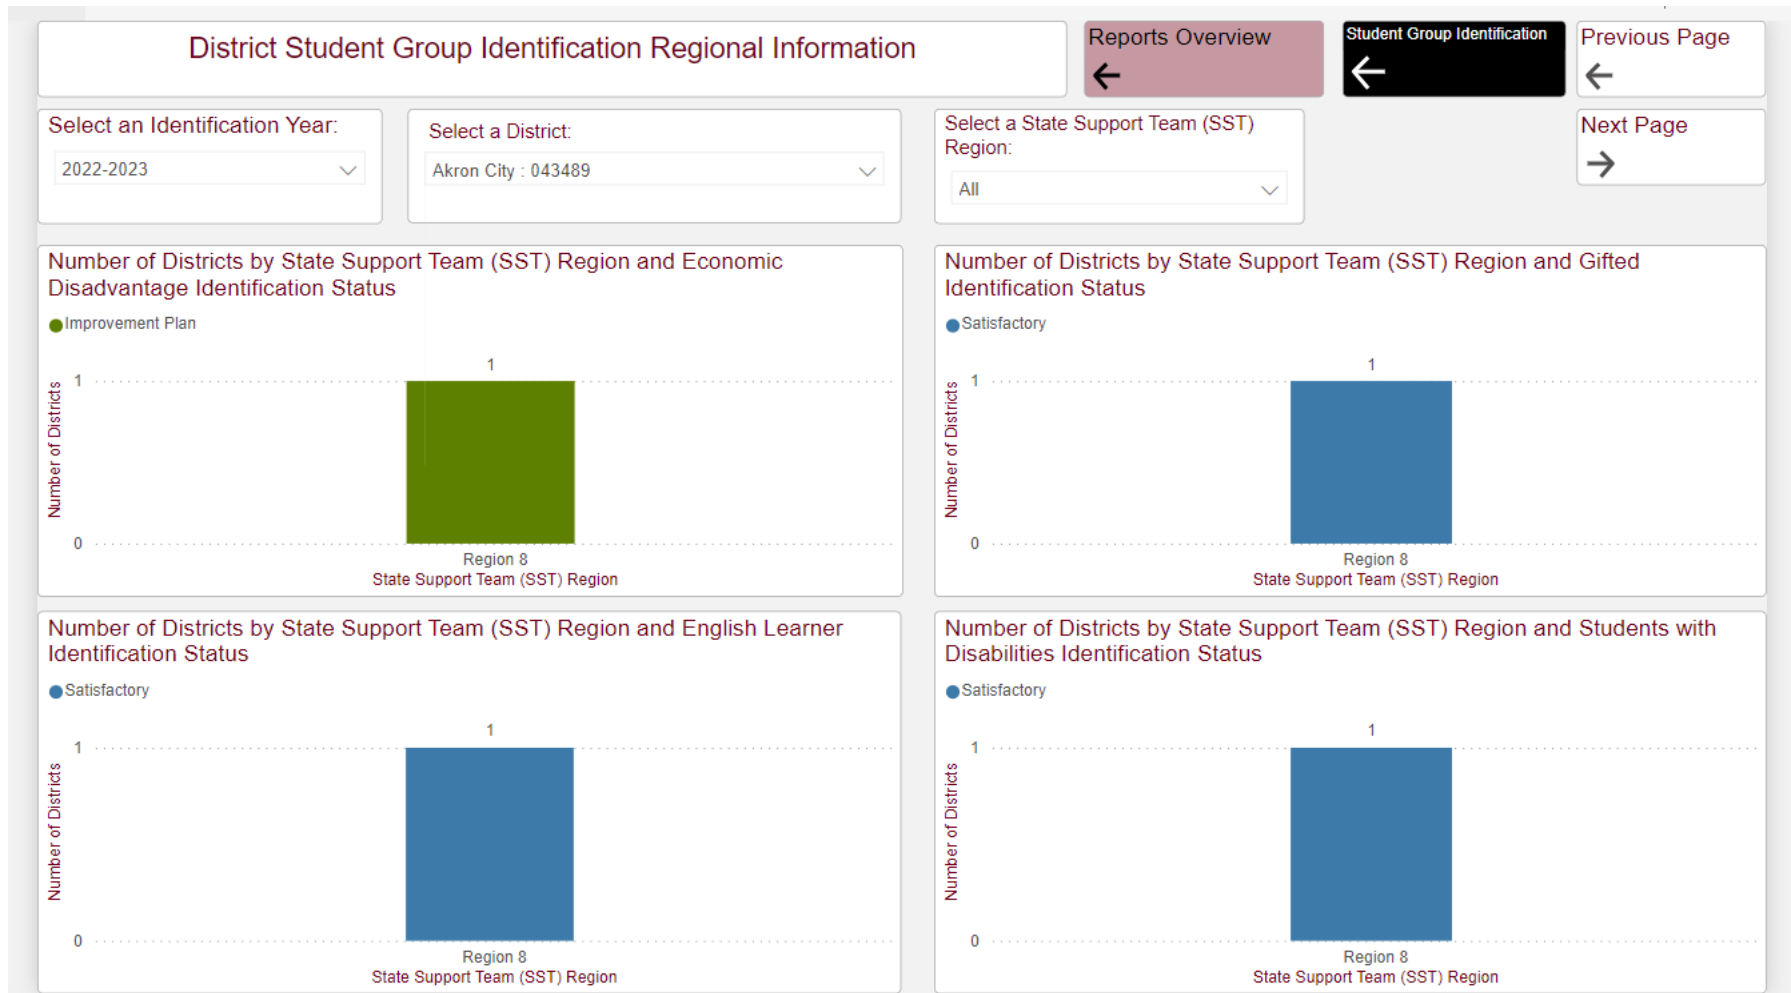 District Student Group Identification Regional Information
Reports Overview
Student Group Identification
Previous Page
Select an Identification Year:
2022-2023
Select a District:
Akron City : 043489
Select a State Support Team (SST)
Region:
All
Next Page
Number of Districts by State Support Team (SST) Region and Economic
Disadvantage Identification Status
Improvement Plan
1
1
Number of Districts
0
Region 8
State Support Team (SST) Region
Number of Districts by State Support Team (SST) Region and Gifted
Identification Status
Satisfactory
1
1
Number of Districts
0
Region 8
State Support Team (SST) Region
Number of Districts by State Support Team (SST) Region and English Learner
Identification Status
Satisfactory
1
1
Number of Districts
0
Region 8
State Support Team (SST) Region
Number of Districts by State Support Team (SST) Region and Students with
Disabilities Identification Status
Satisfactory
1
1
Number of Districts
0
Region 8
State Support Team (SST) Region